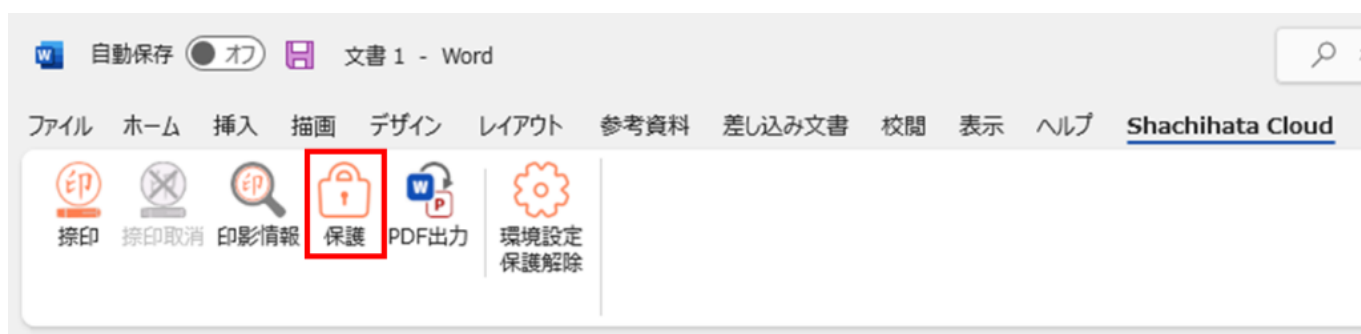 自動保存 オフ 文書 1 - Word
ファイル ホーム 挿入 描画 デザイン レイアウト 参考資料 差し込み文書 校閲 表示 ヘルプ Shachihata Cloud
捺印 捺印取消 印影情報 保護 PDF出力 環境設定
保護解除